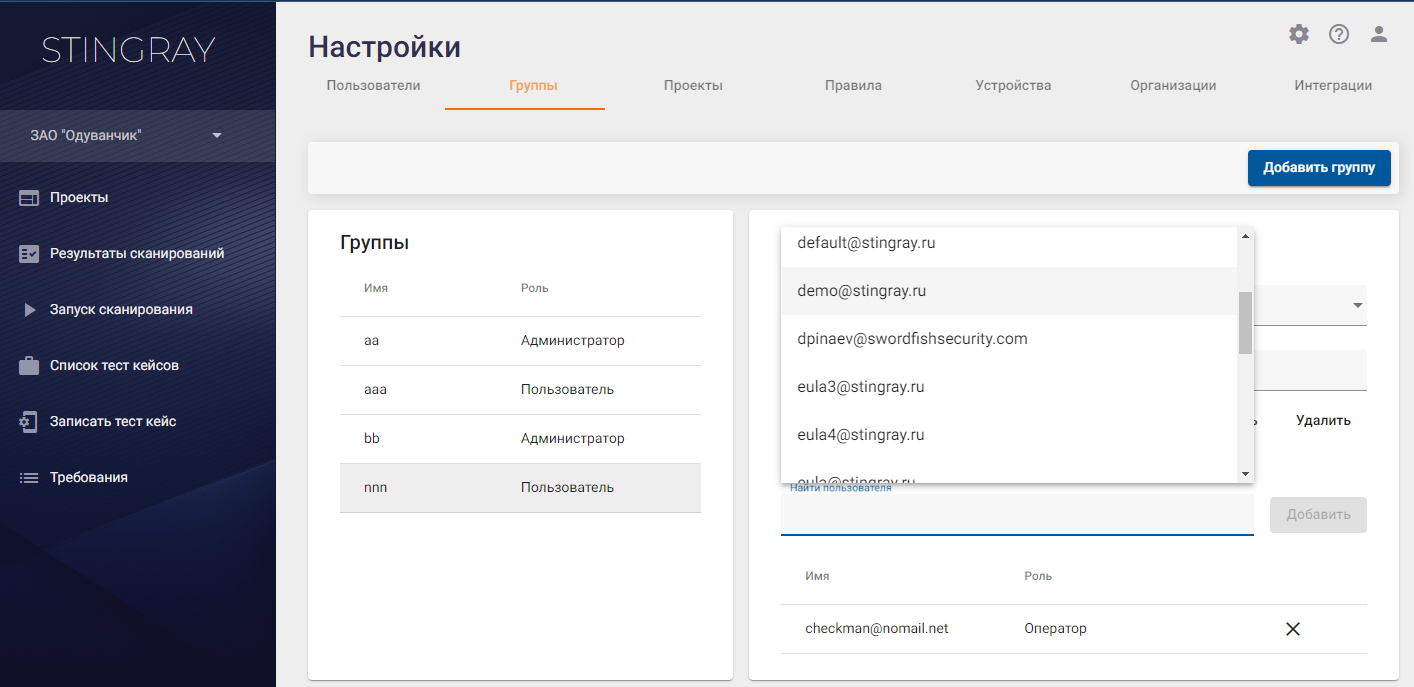 STINGRAY
ЗАО "Одуванчик"
Проекты
Результаты сканирований
Запуск сканирования
Список тест кейсов
Записать тест кейс
Требования
Настройки
Пользователи Группы Проекты Правила Устройства Организации Интеграции
Добавить группу
Группы
Имя Роль
aa Администратор
aaa Пользователь
bb Администратор
nnn Пользователь
default@stingray.ru
demo@stingray.ru
dpinaev@swordfishsecurity.com
eula3@stingray.ru
eula4@stingray.ru
eula@stingray.ru
Удалить
Найти пользователя
Добавить
Имя Роль
checkman@nomail.net Оператор